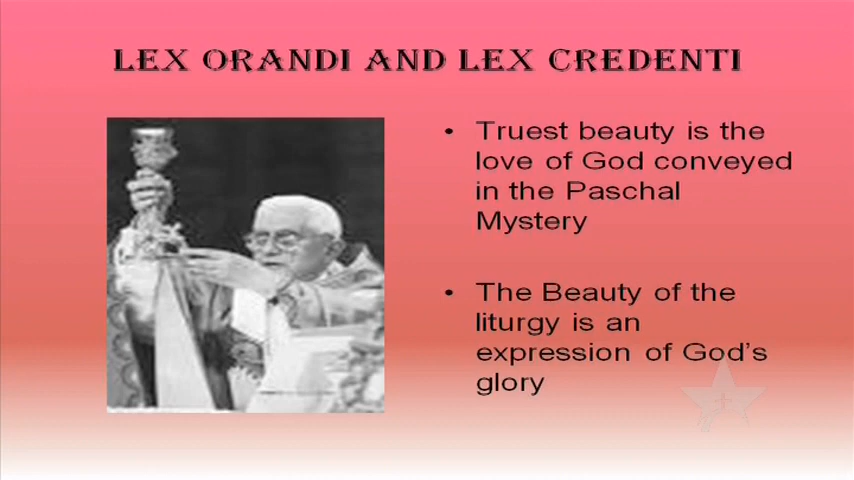 LEX ORANDI AND LEX CREDENTI
• Truest beauty is the
love of God conveyed
in the Paschal
Mystery
• The Beauty of the
liturgy is an
expression of God's
glory